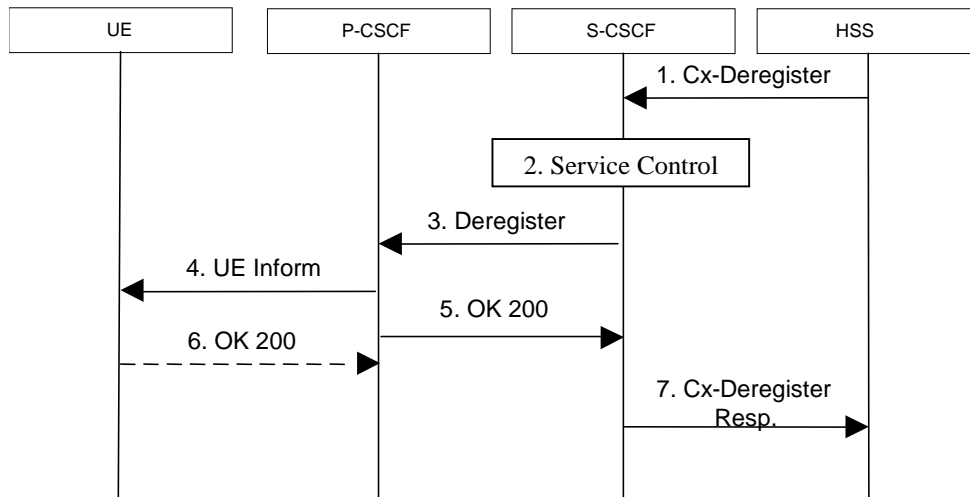 UE
P-CSCF
S-CSCF
HSS
1. Cx-Deregister
2. Service Control
3. Deregister
4. UE Inform
5. OK 200
6. OK 200
7. Cx-Deregister
Resp.